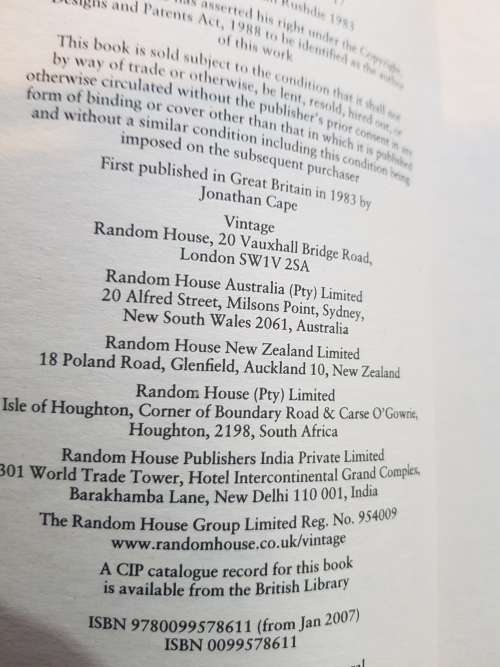 Rushdie 1983
has asserted his right under the Copyright,
Designs and Patents Act, 1988 to be identified as the author
of this work
This book is sold subject to the condition that it shall not
by way of trade or otherwise, be lent, resold, hired out, or
otherwise circulated without the publisher's prior consent in any
form of binding or cover other than that in which it is published
and without a similar condition including this condition being
imposed on the subsequent purchaser
First published in Great Britain in 1983 by
Jonathan Cape
Vintage
Random House, 20 Vauxhall Bridge Road,
London SW1V 2SA
Random House Australia (Pty) Limited
20 Alfred Street, Milsons Point, Sydney,
New South Wales 2061, Australia
Random House New Zealand Limited
18 Poland Road, Glenfield, Auckland 10, New Zealand
Random House (Pty) Limited
Isle of Houghton, Corner of Boundary Road & Carse O'Gowrie,
Houghton, 2198, South Africa
Random House Publishers India Private Limited
301 World Trade Tower, Hotel Intercontinental Grand Complex,
Barakhamba Lane, New Delhi 110 001, India
The Random House Group Limited Reg. No. 954009
www.randomhouse.co.uk/vintage
A CIP catalogue record for this book
is available from the British Library
ISBN 9780099578611 (from Jan 2007)
ISBN 0099578611